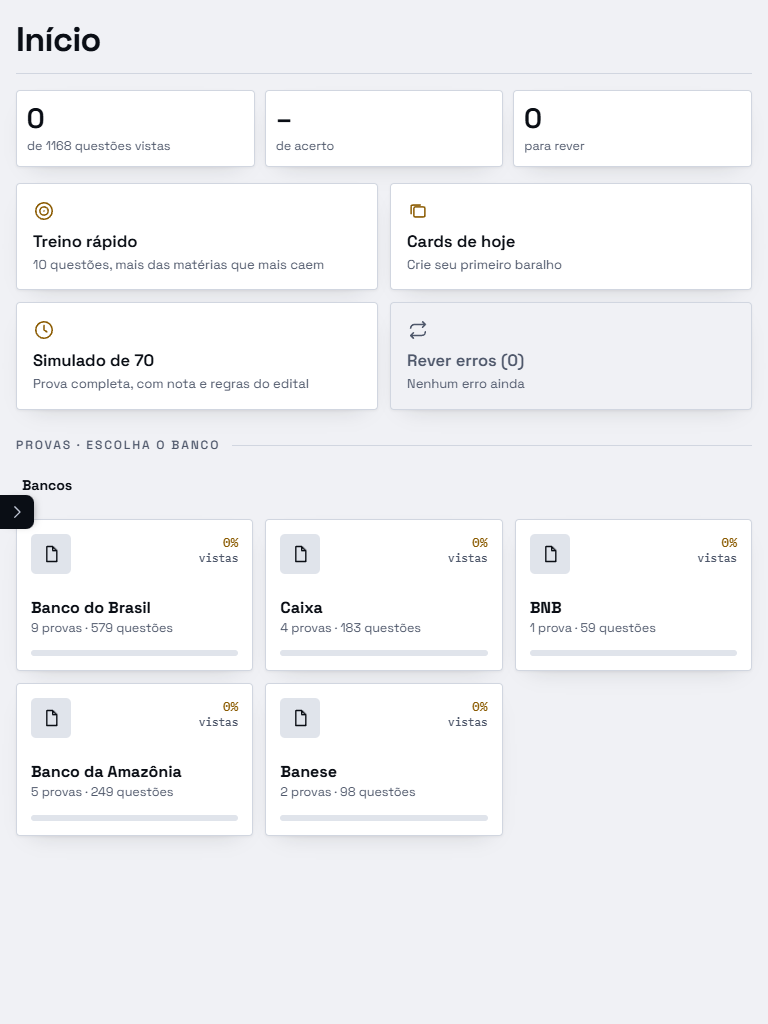 Início
0
de 1168 questões vistas
–
de acerto
0
para rever
Treino rápido
10 questões, mais das matérias que mais caem
Cards de hoje
Crie seu primeiro baralho
Simulado de 70
Prova completa, com nota e regras do edital
Rever erros (0)
Nenhum erro ainda
PROVAS · ESCOLHA O BANCO
Bancos
0%
vistas
Banco do Brasil
9 provas · 579 questões
0%
vistas
Caixa
4 provas · 183 questões
0%
vistas
BNB
1 prova · 59 questões
0%
vistas
Banco da Amazônia
5 provas · 249 questões
0%
vistas
Banese
2 provas · 98 questões